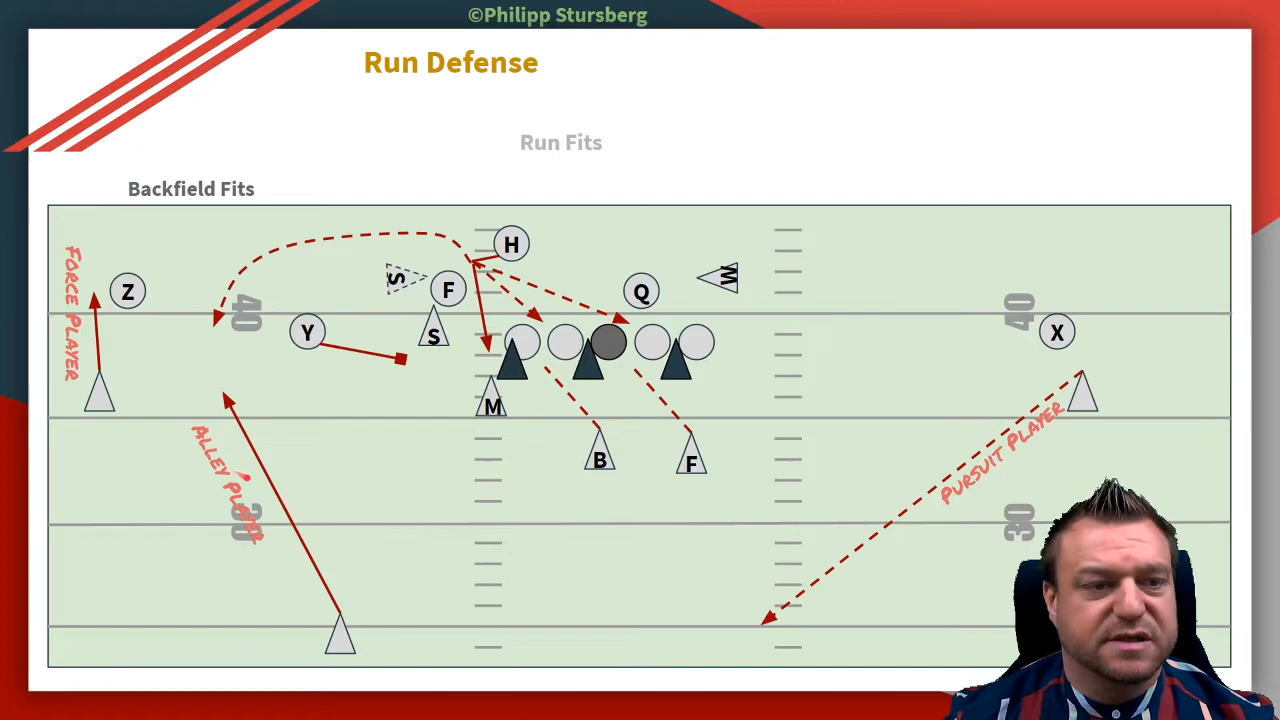 ©Philipp Stursberg
Run Defense
Run Fits
Backfield Fits
H
FORCE PLAYER
Z
S
F
Q
W
40
Y
S
40
X
M
PURSUIT PLAYER
ALLEY PLAYER
B
F
30
30